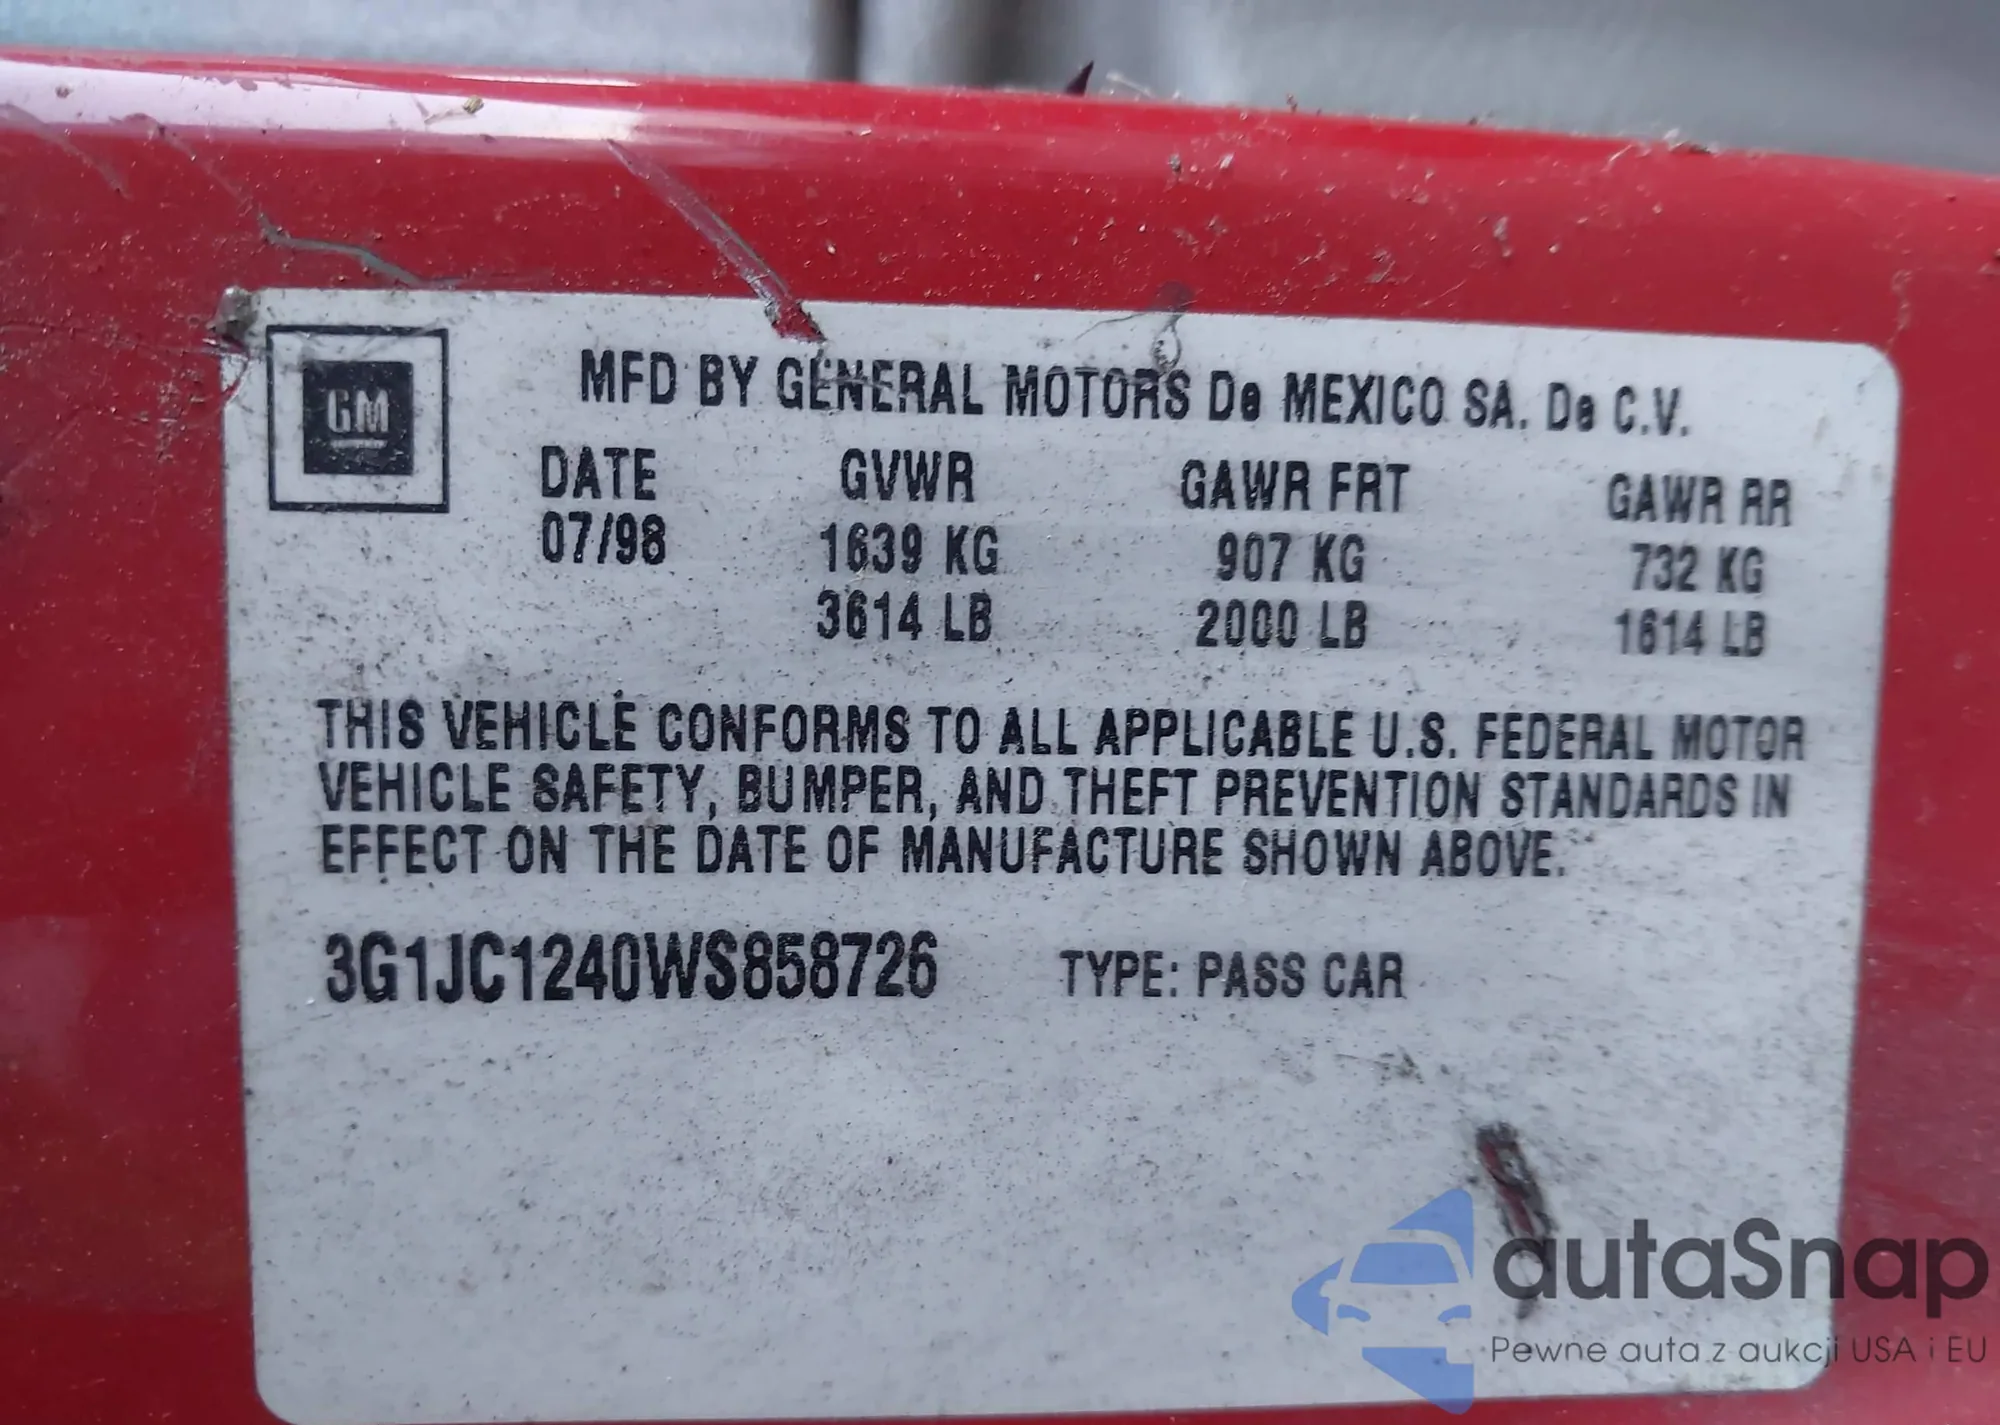 GM
MFD BY GENERAL MOTORS De MEXICO SA. De C.V.
DATE GVWR GAWR FRT GAWR RR
07/98 1639 KG 907 KG 732 KG
3614 LB 2000 LB 1614 LB
THIS VEHICLE CONFORMS TO ALL APPLICABLE U.S. FEDERAL MOTOR
VEHICLE SAFETY, BUMPER, AND THEFT PREVENTION STANDARDS IN
EFFECT ON THE DATE OF MANUFACTURE SHOWN ABOVE.
3G1JC1240WS858726 TYPE: PASS CAR
autaSnap
Pewne auta z aukcji USA i EU